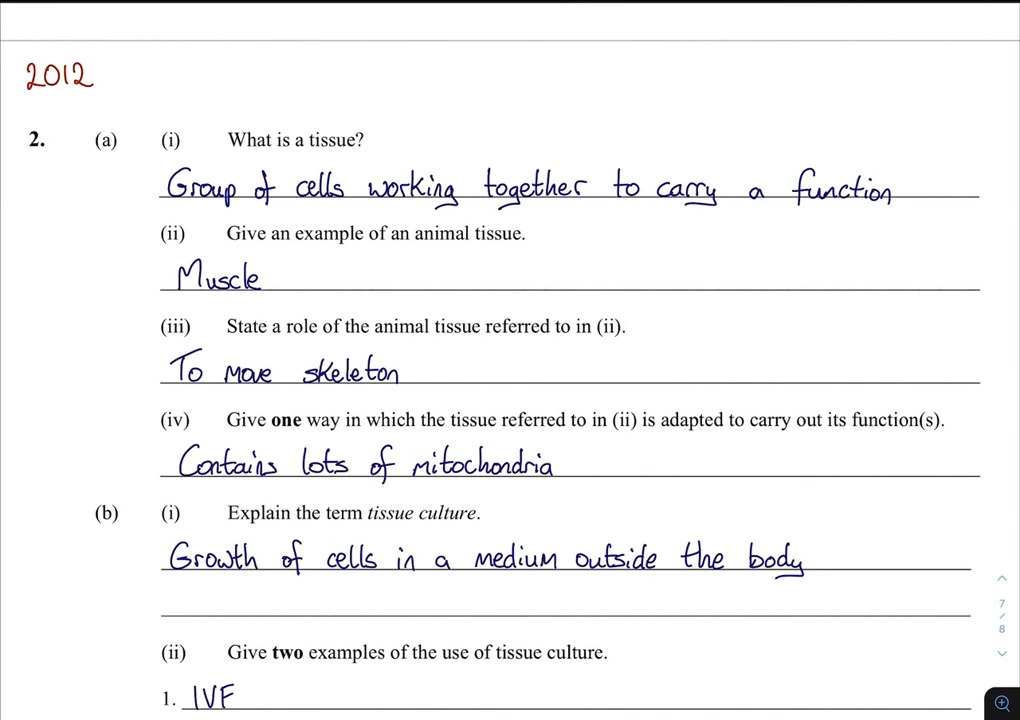 2012
2. (a) (i) What is a tissue?
Group of cells working together to carry a function
(ii) Give an example of an animal tissue.
Muscle
(iii) State a role of the animal tissue referred to in (ii).
To move skeleton
(iv) Give one way in which the tissue referred to in (ii) is adapted to carry out its function(s).
Contains lots of mitochondria
(b) (i) Explain the term tissue culture.
Growth of cells in a medium outside the body
7
/
8
(ii) Give two examples of the use of tissue culture.
1. IVF